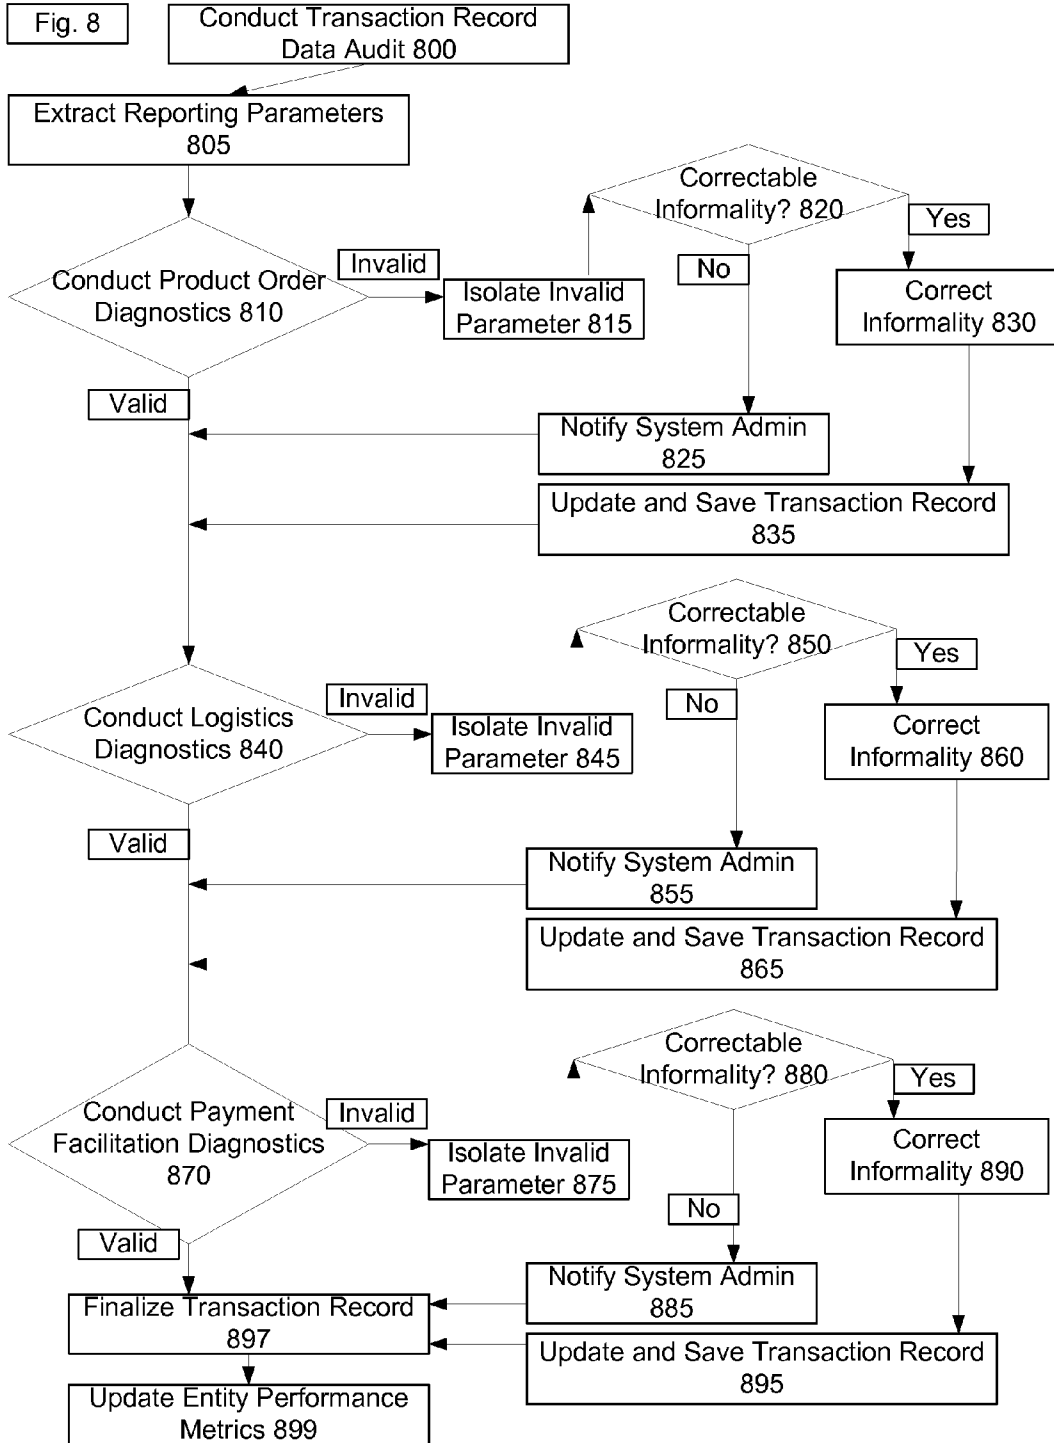 Fig. 8
Conduct Transaction Record
Data Audit 800
Extract Reporting Parameters
805
Correctable
Informality? 820
Yes
Invalid
No
Conduct Product Order
Diagnostics 810
Isolate Invalid
Parameter 815
Correct
Informality 830
Valid
Notify System Admin
825
Update and Save Transaction Record
835
Correctable
Informality? 850
Yes
Invalid
No
Conduct Logistics
Diagnostics 840
Isolate Invalid
Parameter 845
Correct
Informality 860
Valid
Notify System Admin
855
Update and Save Transaction Record
865
Correctable
Informality? 880
Yes
Invalid
Conduct Payment
Facilitation Diagnostics
870
Isolate Invalid
Parameter 875
Correct
Informality 890
No
Valid
Notify System Admin
885
Finalize Transaction Record
897
Update and Save Transaction Record
895
Update Entity Performance
Metrics 899